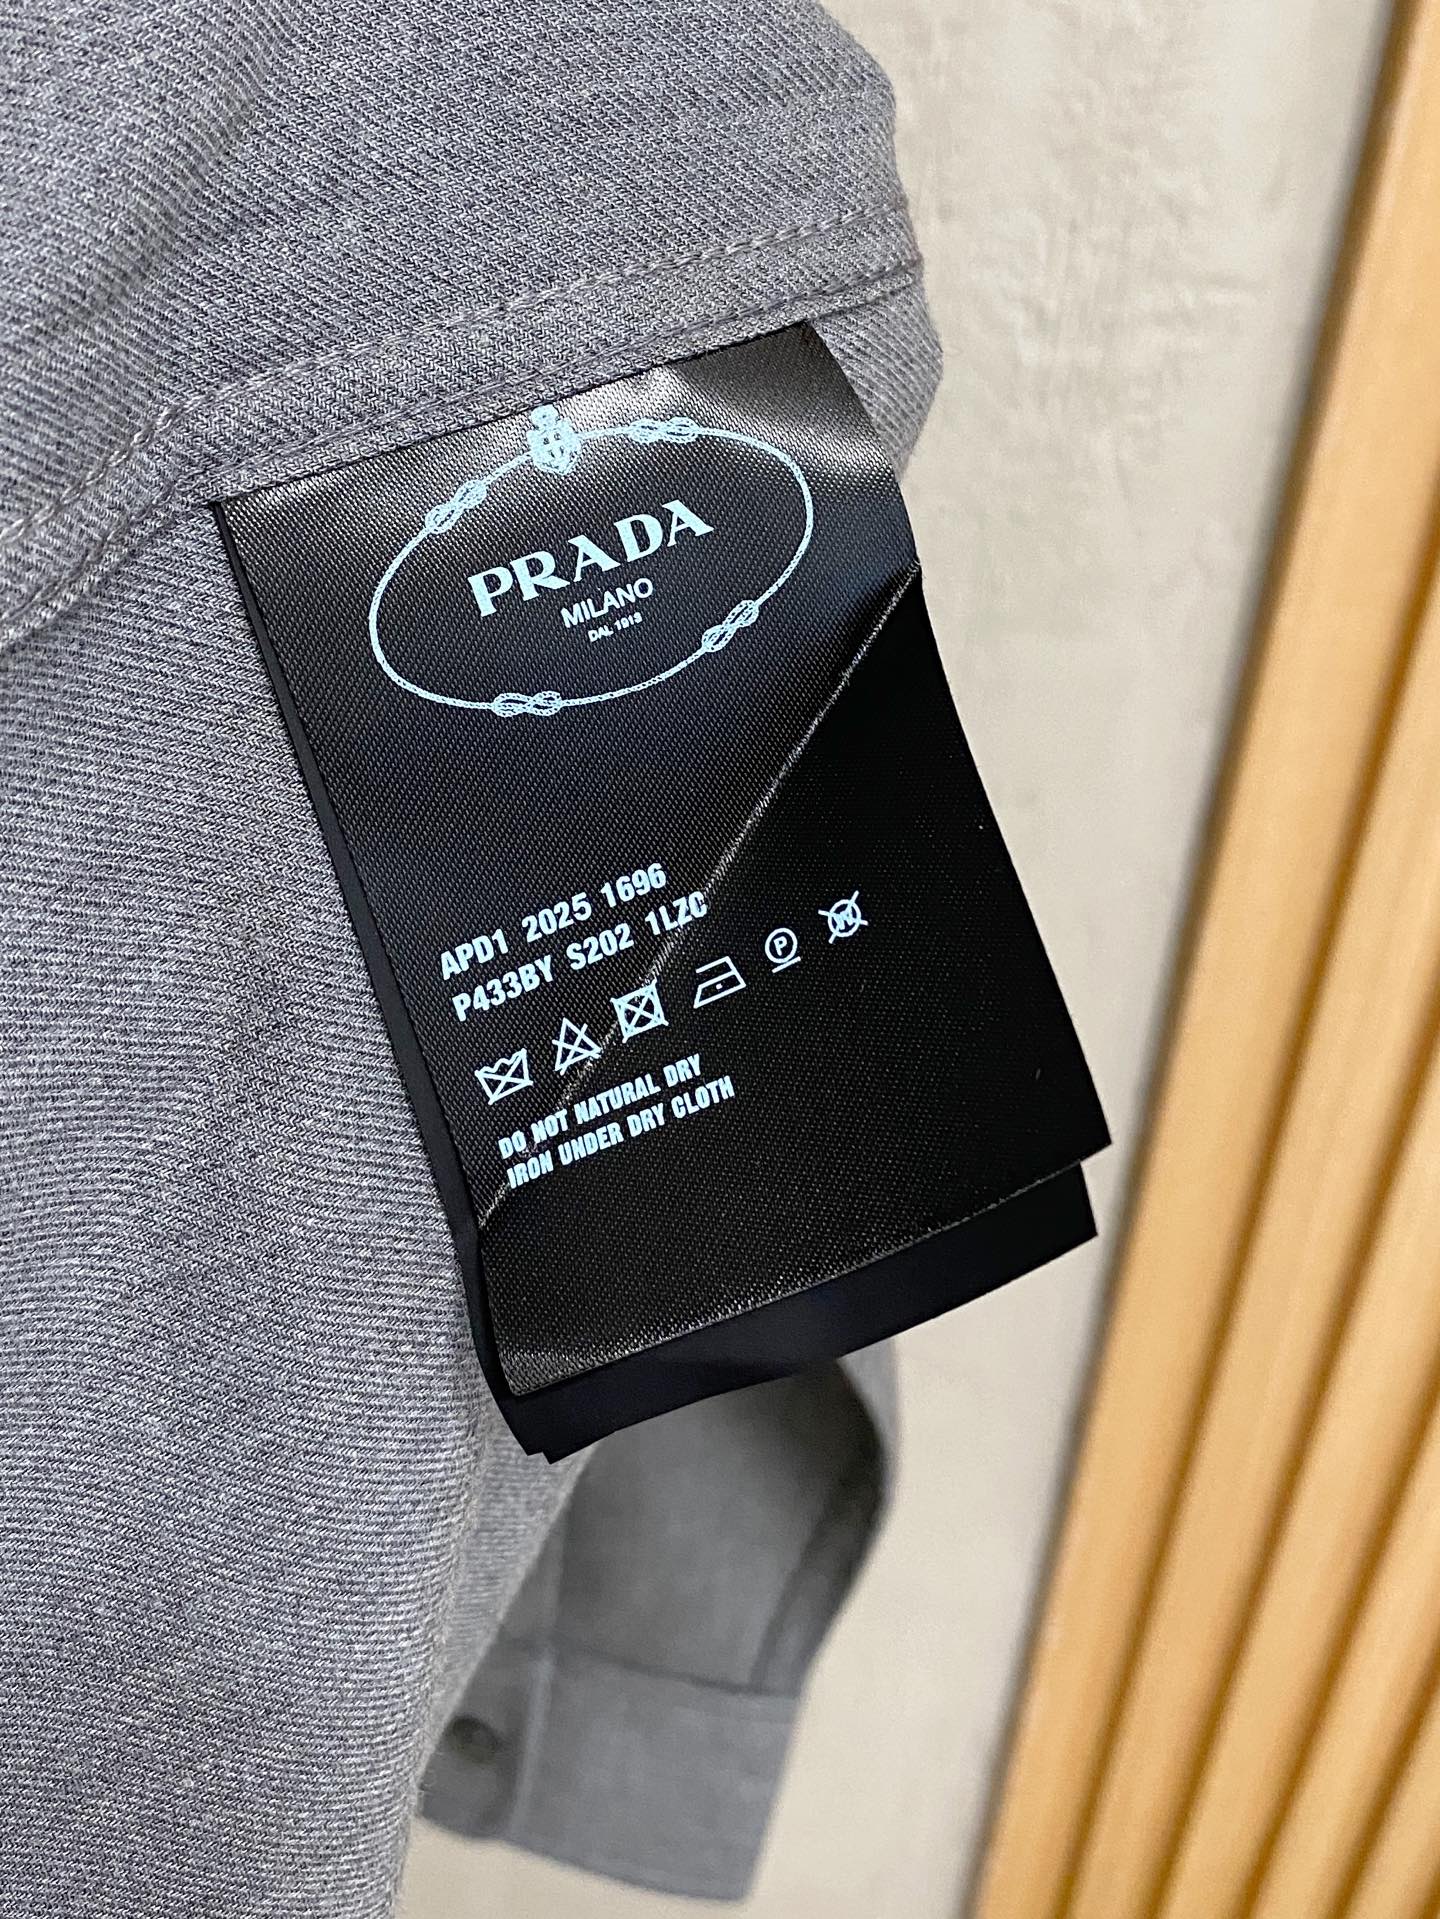 PRADA
MILANO
DAL 1913
APD1 2025 1696
P433BY S202 1LZC
P
DO NOT NATURAL DRY
IRON UNDER DRY CLOTH